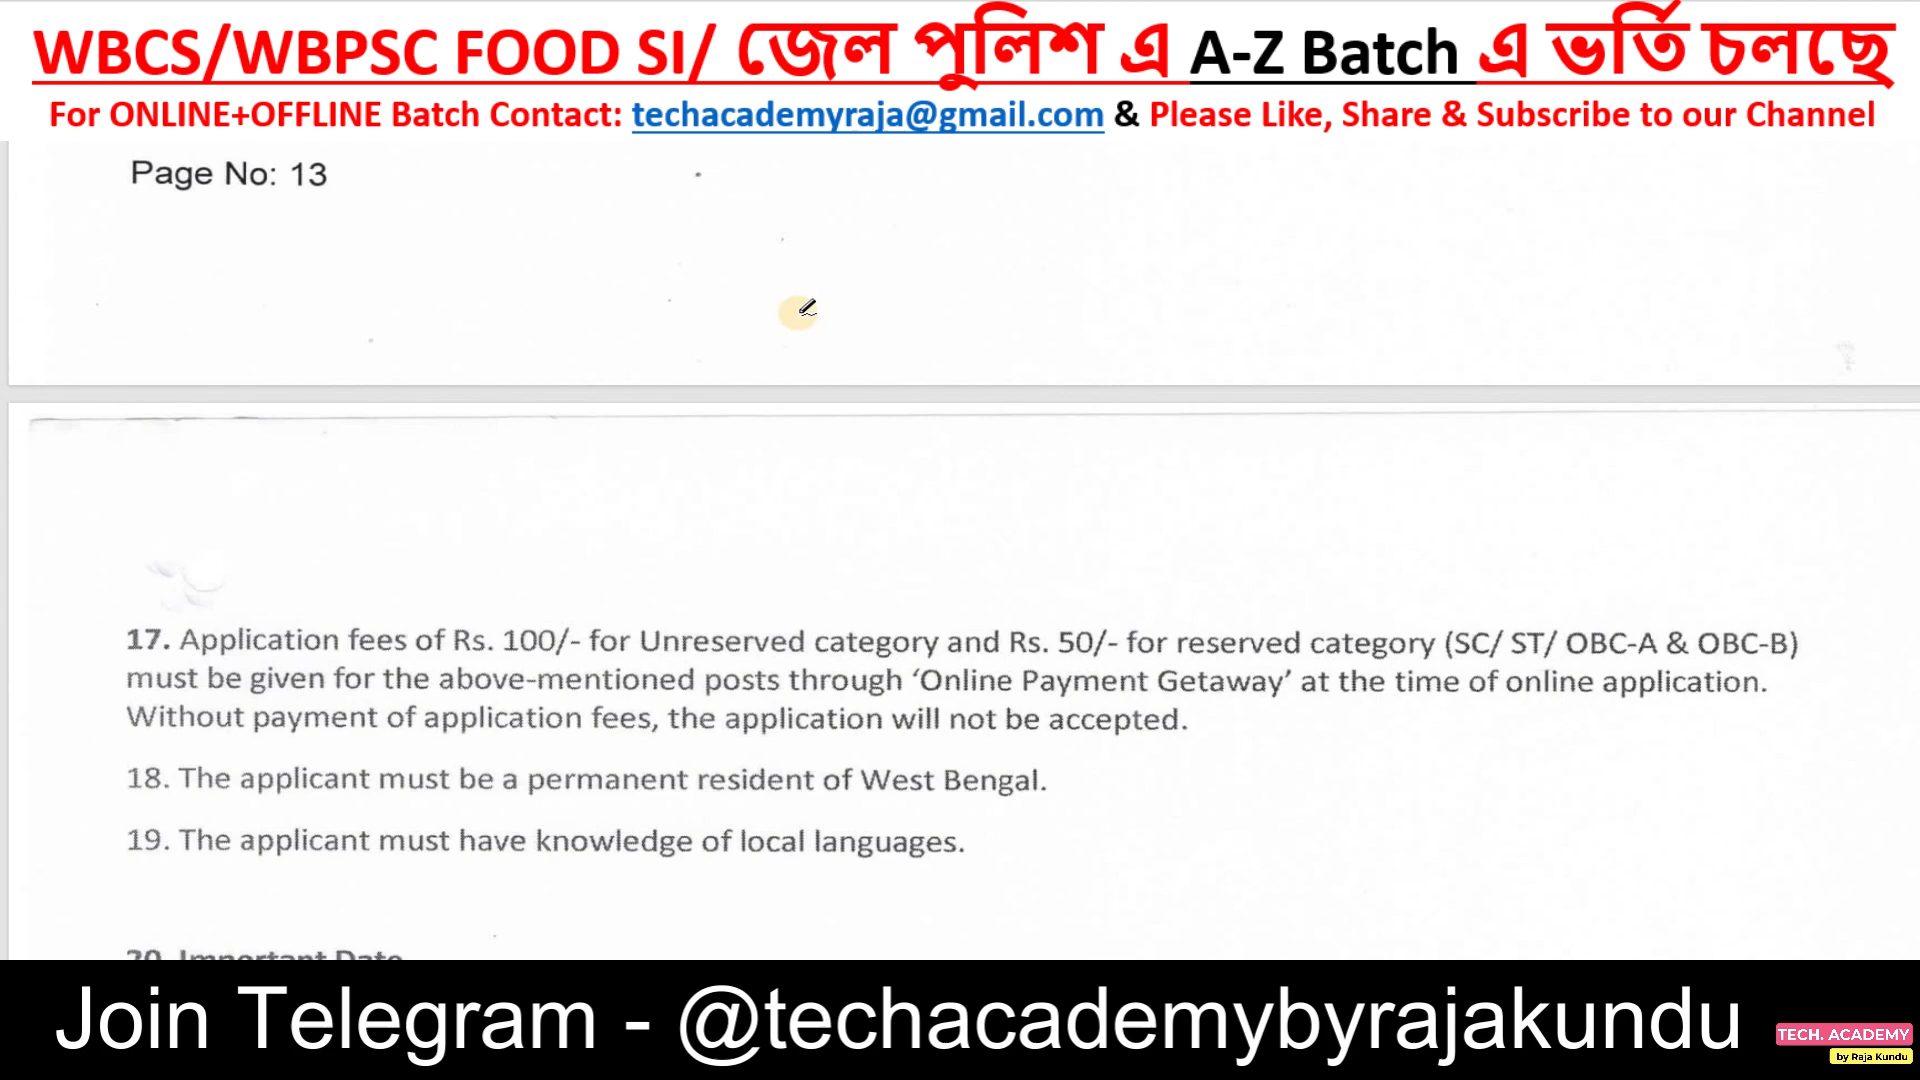 WBCS/WBPSC FOOD SI/ জেল পুলিশ এ A-Z Batch এ ভর্তি চলছে
For ONLINE+OFFLINE Batch Contact: techacademyraja@gmail.com & Please Like, Share & Subscribe to our Channel
Page No: 13
17. Application fees of Rs. 100/- for Unreserved category and Rs. 50/- for reserved category (SC/ ST/ OBC-A & OBC-B)
must be given for the above-mentioned posts through ‘Online Payment Getaway’ at the time of online application.
Without payment of application fees, the application will not be accepted.
18. The applicant must be a permanent resident of West Bengal.
19. The applicant must have knowledge of local languages.
20. Important Date
Join Telegram - @techacademybyrajakundu
TECH. ACADEMY
by Raja Kundu